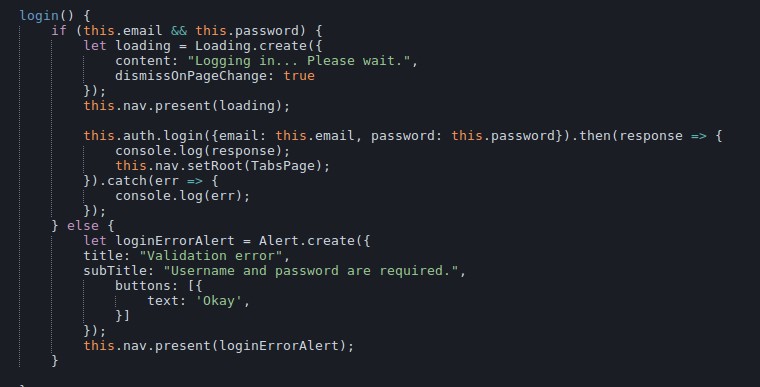 login() {
    if (this.email && this.password) {
        let loading = Loading.create({
            content: "Logging in... Please wait.",
            dismissOnPageChange: true
        });
        this.nav.present(loading);

        this.auth.login({email: this.email, password: this.password}).then(response => {
            console.log(response);
            this.nav.setRoot(TabsPage);
        }).catch(err => {
            console.log(err);
        });
    } else {
        let loginErrorAlert = Alert.create({
        title: "Validation error",
        subTitle: "Username and password are required.",
            buttons: [{
                text: 'Okay',
            }]
        });
        this.nav.present(loginErrorAlert);
    }